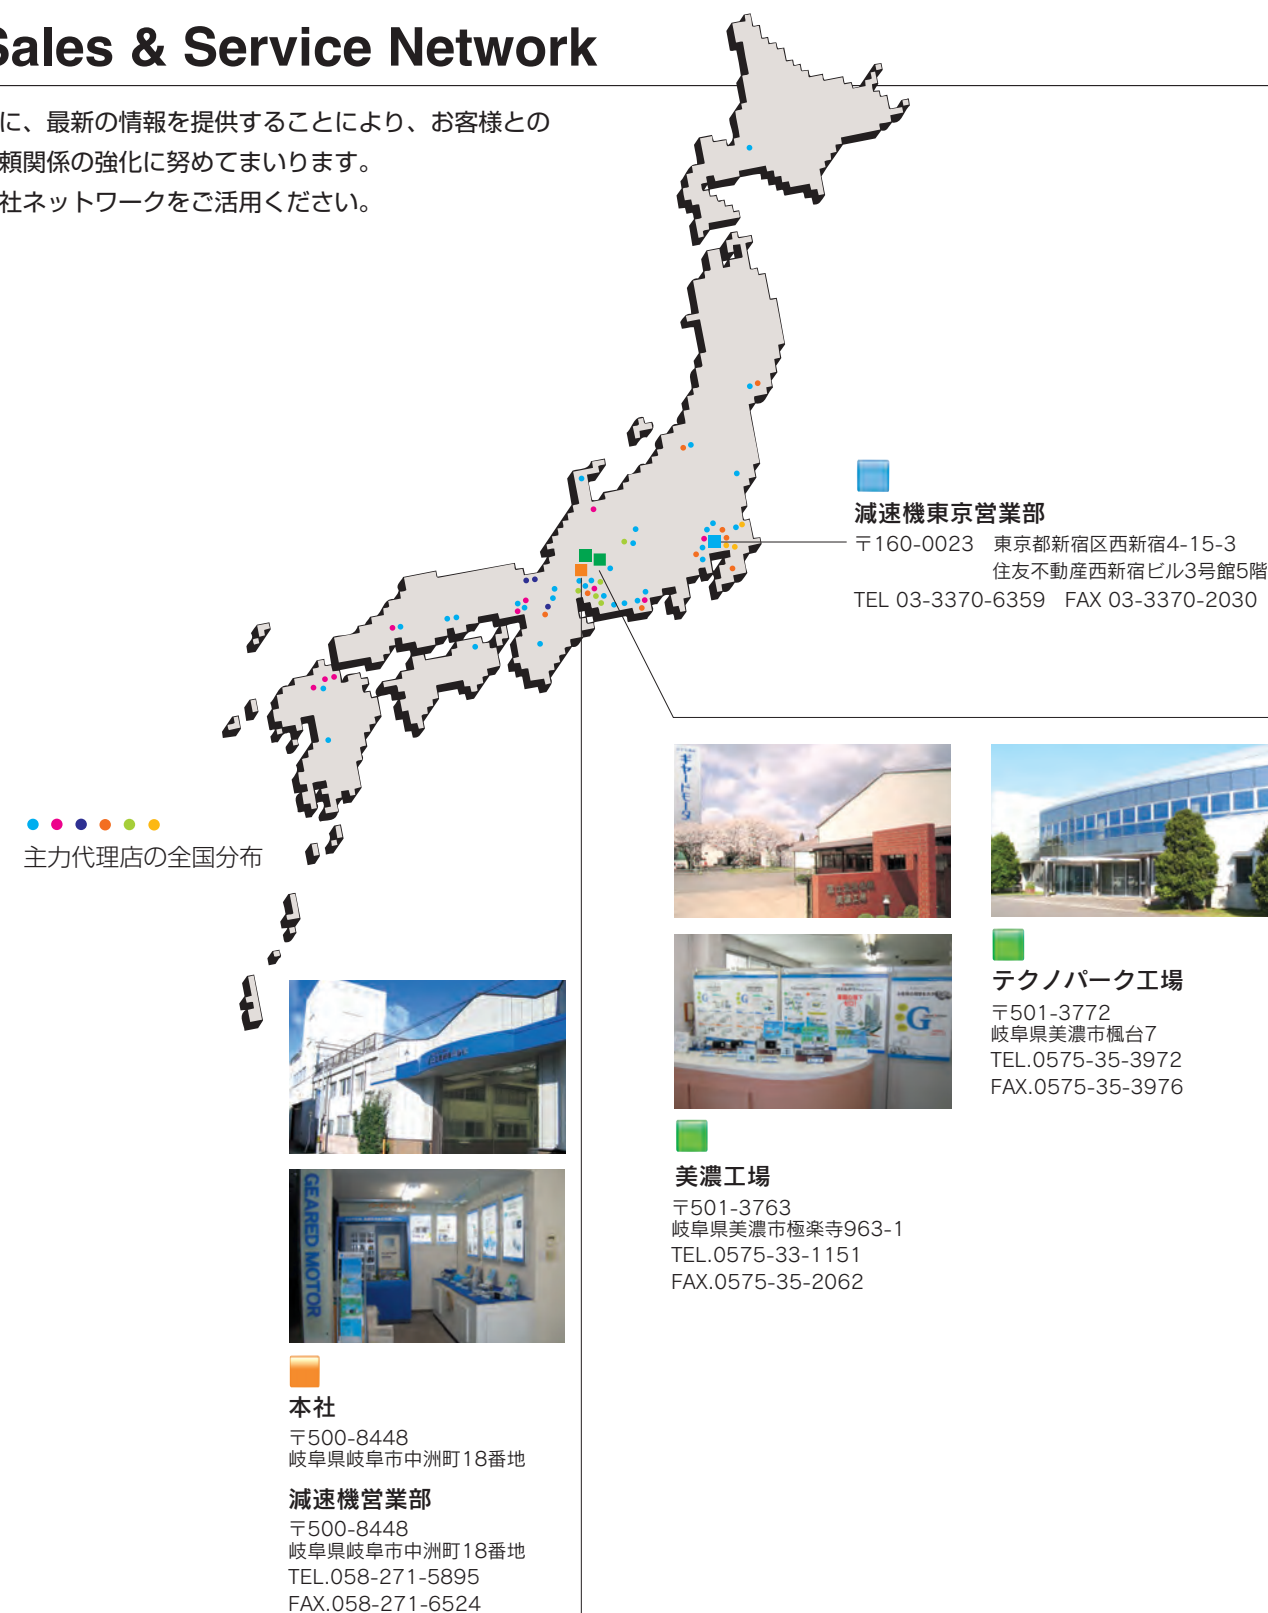 Sales & Service Network
に、最新の情報を提供することにより、お客様との
頼関係の強化に努めてまいります。
社ネットワークをご活用ください。
減速機東京営業部
〒160-0023 東京都新宿区西新宿4-15-3
住友不動産西新宿ビル3号館5階
TEL 03-3370-6359 FAX 03-3370-2030
主力代理店の全国分布
ギヤードモータ
美濃工場
G
G
テクノパーク工場
〒501-3772
岐阜県美濃市楓台7
TEL.0575-35-3972
FAX.0575-35-3976
美濃工場
〒501-3763
岐阜県美濃市極楽寺963-1
TEL.0575-33-1151
FAX.0575-35-2062
GEARED MOTOR
本社
〒500-8448
岐阜県岐阜市中洲町18番地
減速機営業部
〒500-8448
岐阜県岐阜市中洲町18番地
TEL.058-271-5895
FAX.058-271-6524